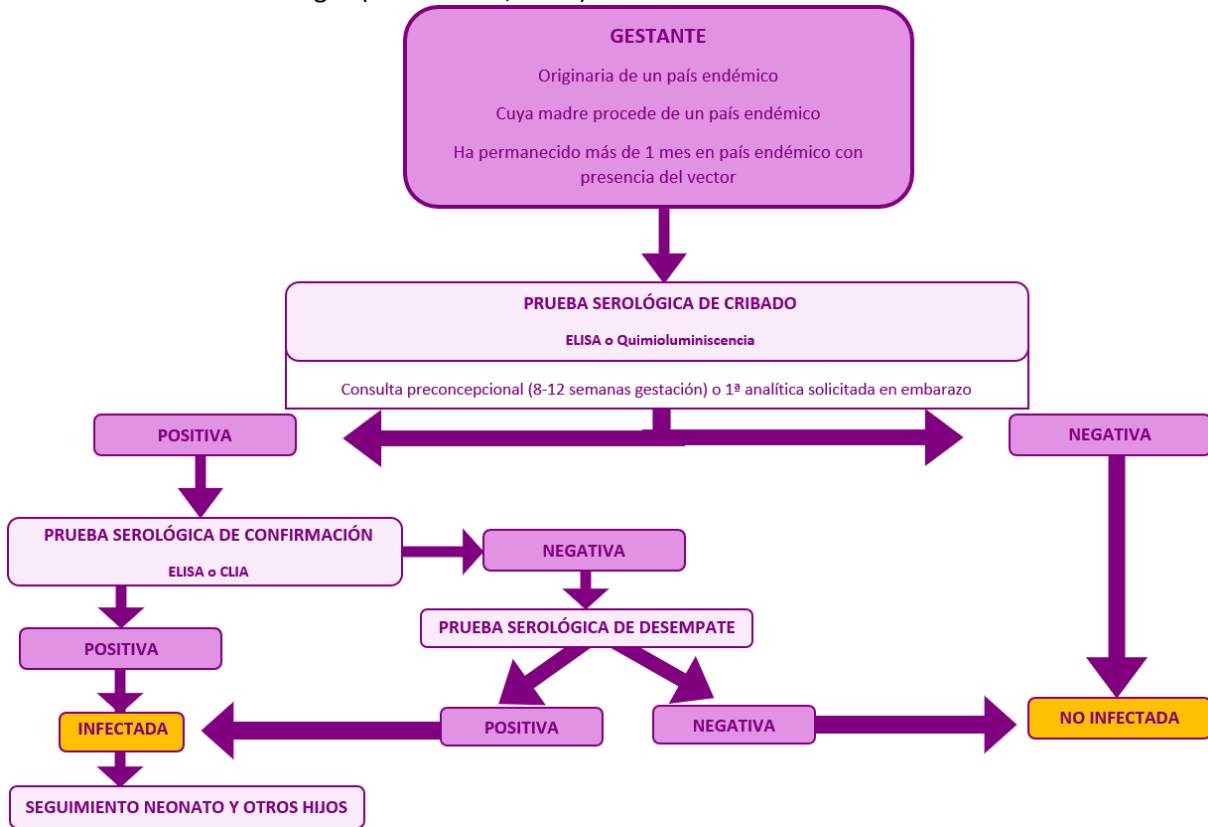 GESTANTE
Originaria de un país endémico
Cuya madre procede de un país endémico
Ha permanecido más de 1 mes en país endémico con
presencia del vector
PRUEBA SEROLÓGICA DE CRIBADO
ELISA o Quimioluminiscencia
Consulta preconcepcional (8-12 semanas gestación) o 1ª analítica solicitada en embarazo
POSITIVA
NEGATIVA
PRUEBA SEROLÓGICA DE CONFIRMACIÓN
ELISA o CLIA
NEGATIVA
PRUEBA SEROLÓGICA DE DESEMPATE
POSITIVA
INFECTADA
POSITIVA
NEGATIVA
NO INFECTADA
SEGUIMIENTO NEONATO Y OTROS HIJOS